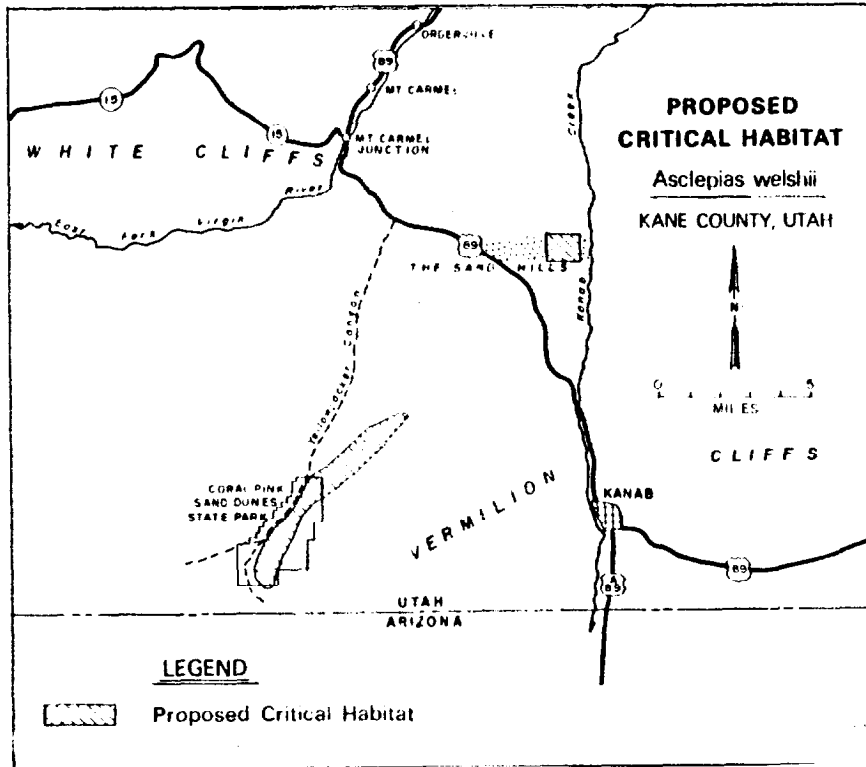 ORDERVILLE
89
MT CARMEL
15
15
MT CARMEL
JUNCTION
WHITE CLIFFS
East Fork Virgin River
Creek
Kanab
89
THE SAND HILLS
PROPOSED
CRITICAL HABITAT
Asclepias welshii
KANE COUNTY, UTAH
N
0 5
MILES
Yellowjacket Canyon
CORAL PINK
SAND DUNES
STATE PARK
VERMILION
CLIFFS
KANAB
89
A
89
UTAH
ARIZONA
LEGEND
Proposed Critical Habitat